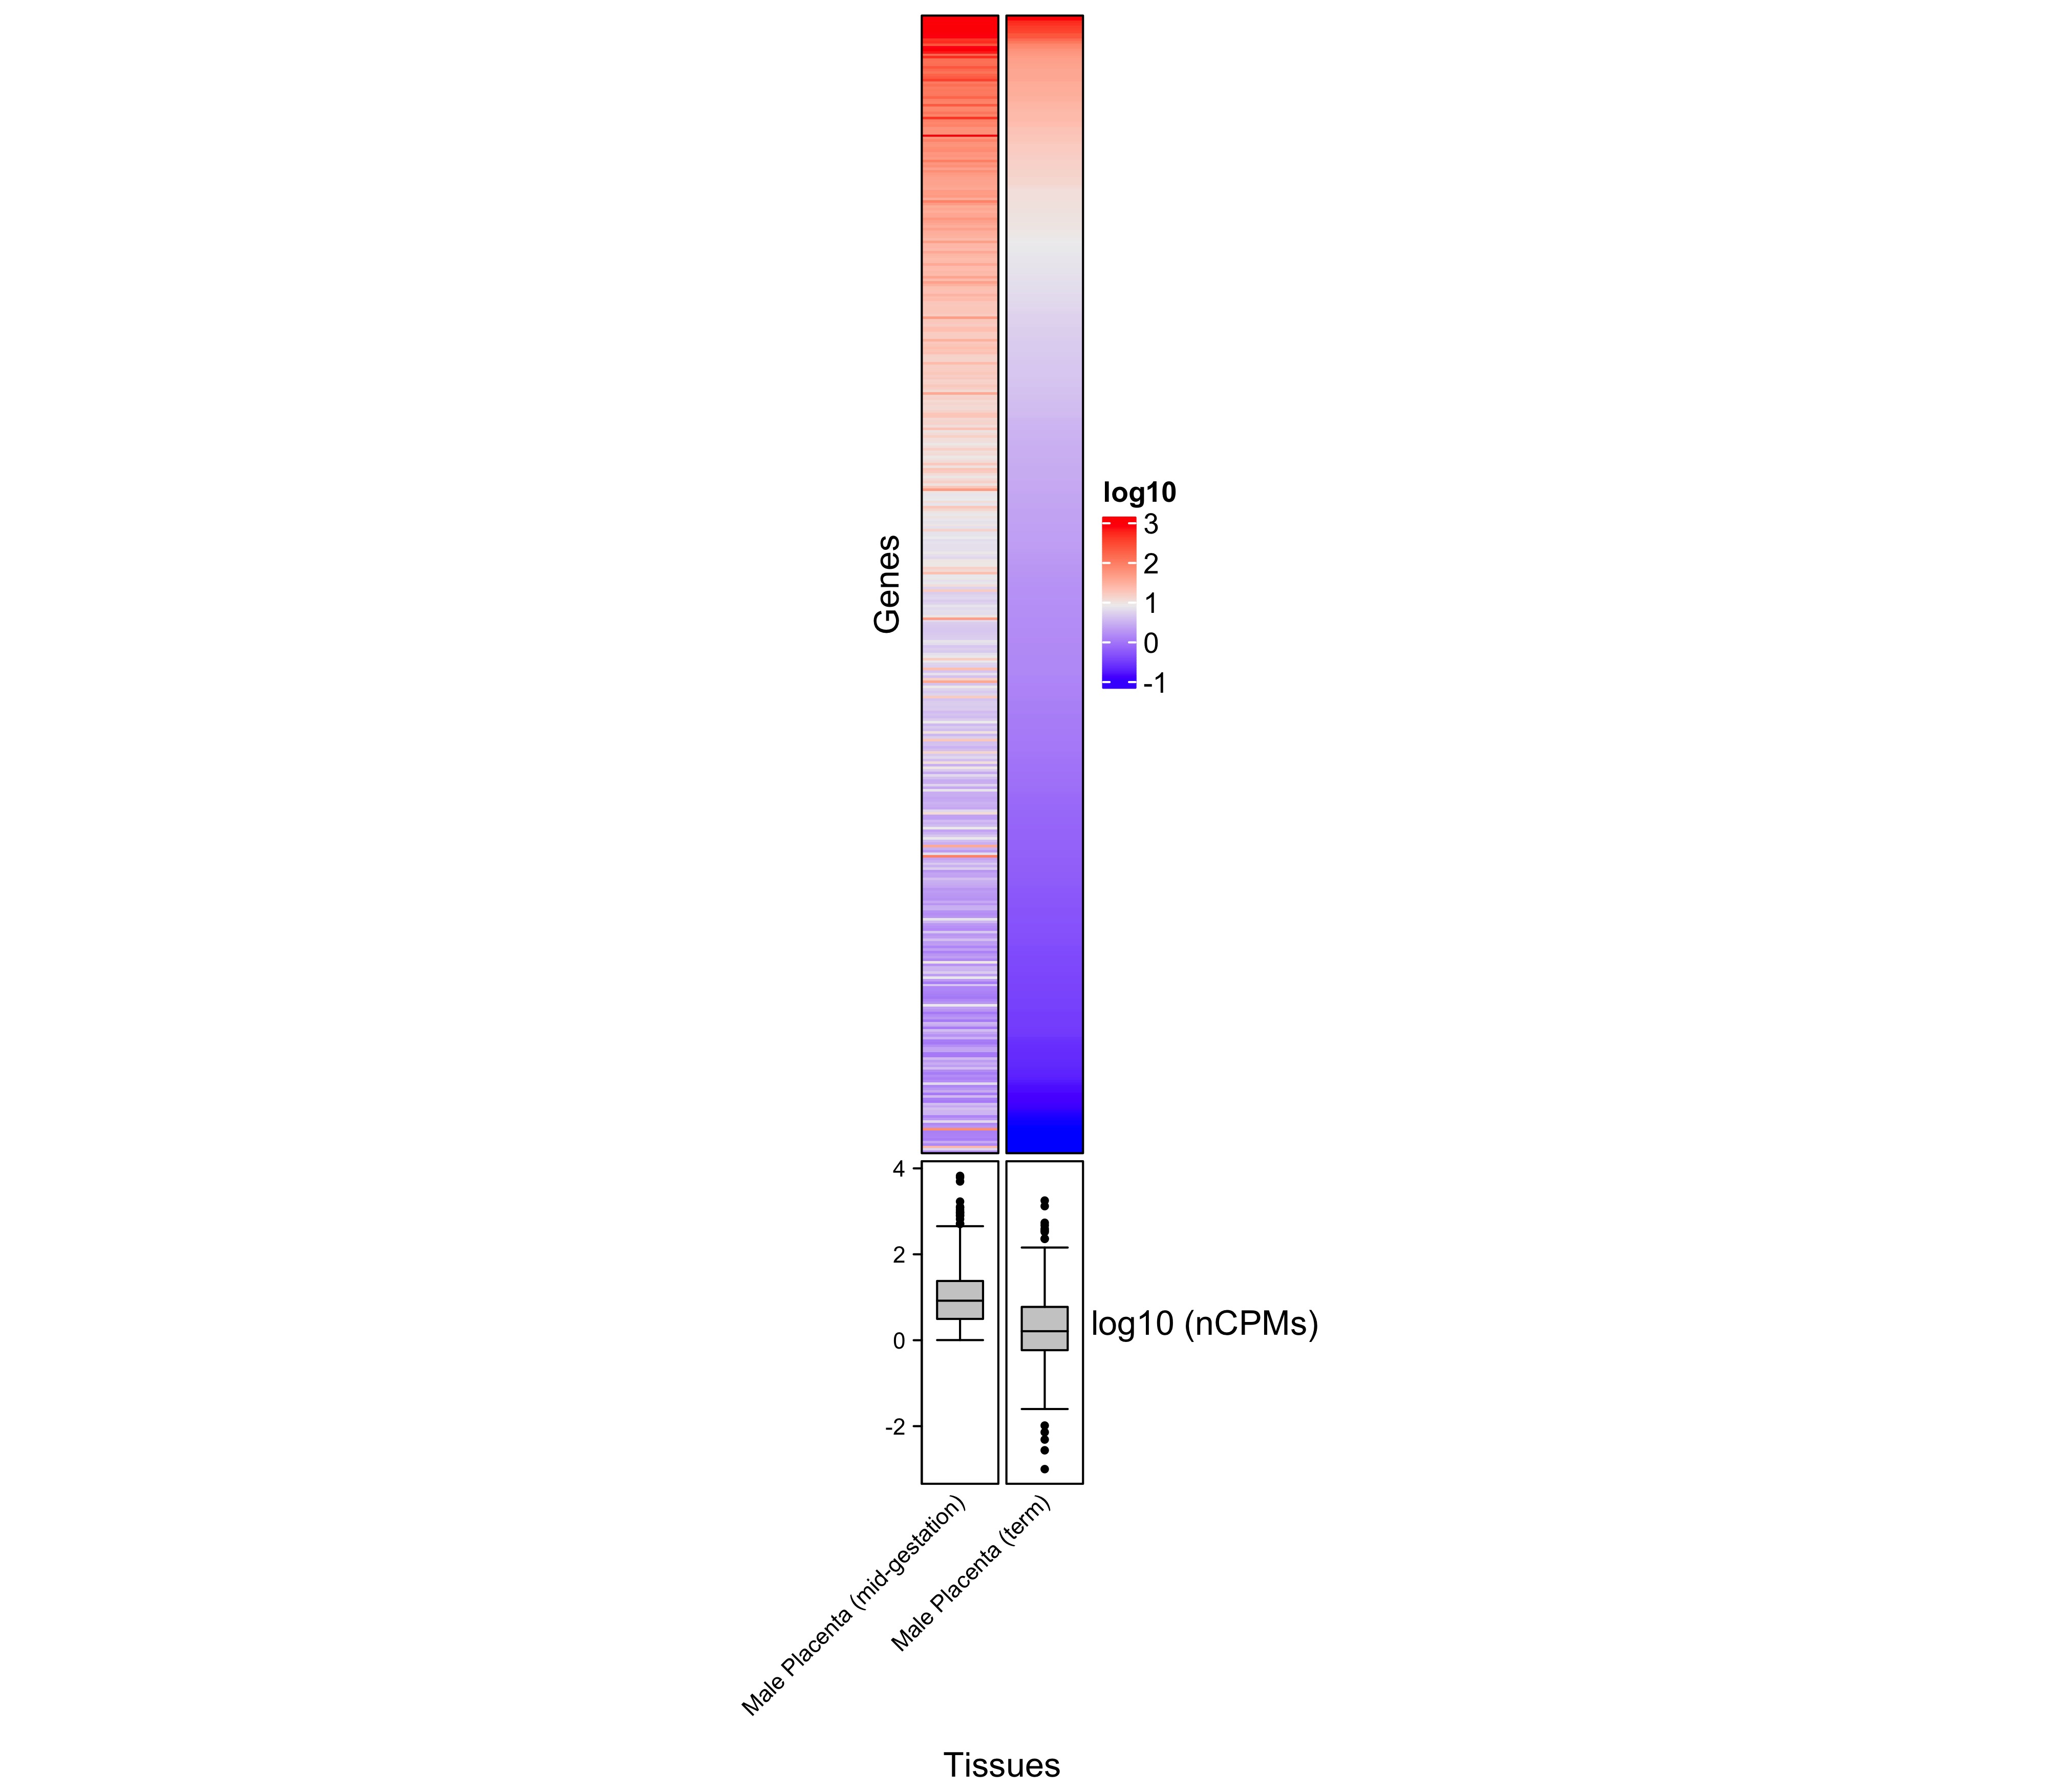 Genes
log10
3
2
1
0
-1
4
2
0
-2
log10 (nCPMs)
Male Placenta (mid-gestation)
Male Placenta (term)
Tissues